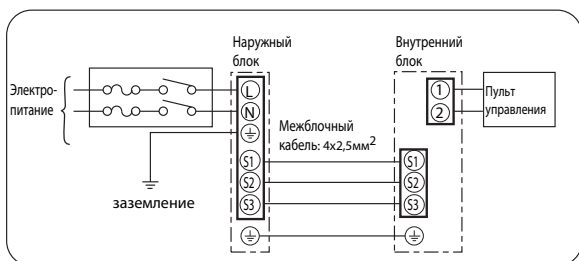 Наружный
блок
Внутренний
блок
Электро-
питание
L
N
S1
S2
S3
заземление
Межблочный
кабель: 4x2,5мм2
1
2
S1
S2
S3
Пульт
управления